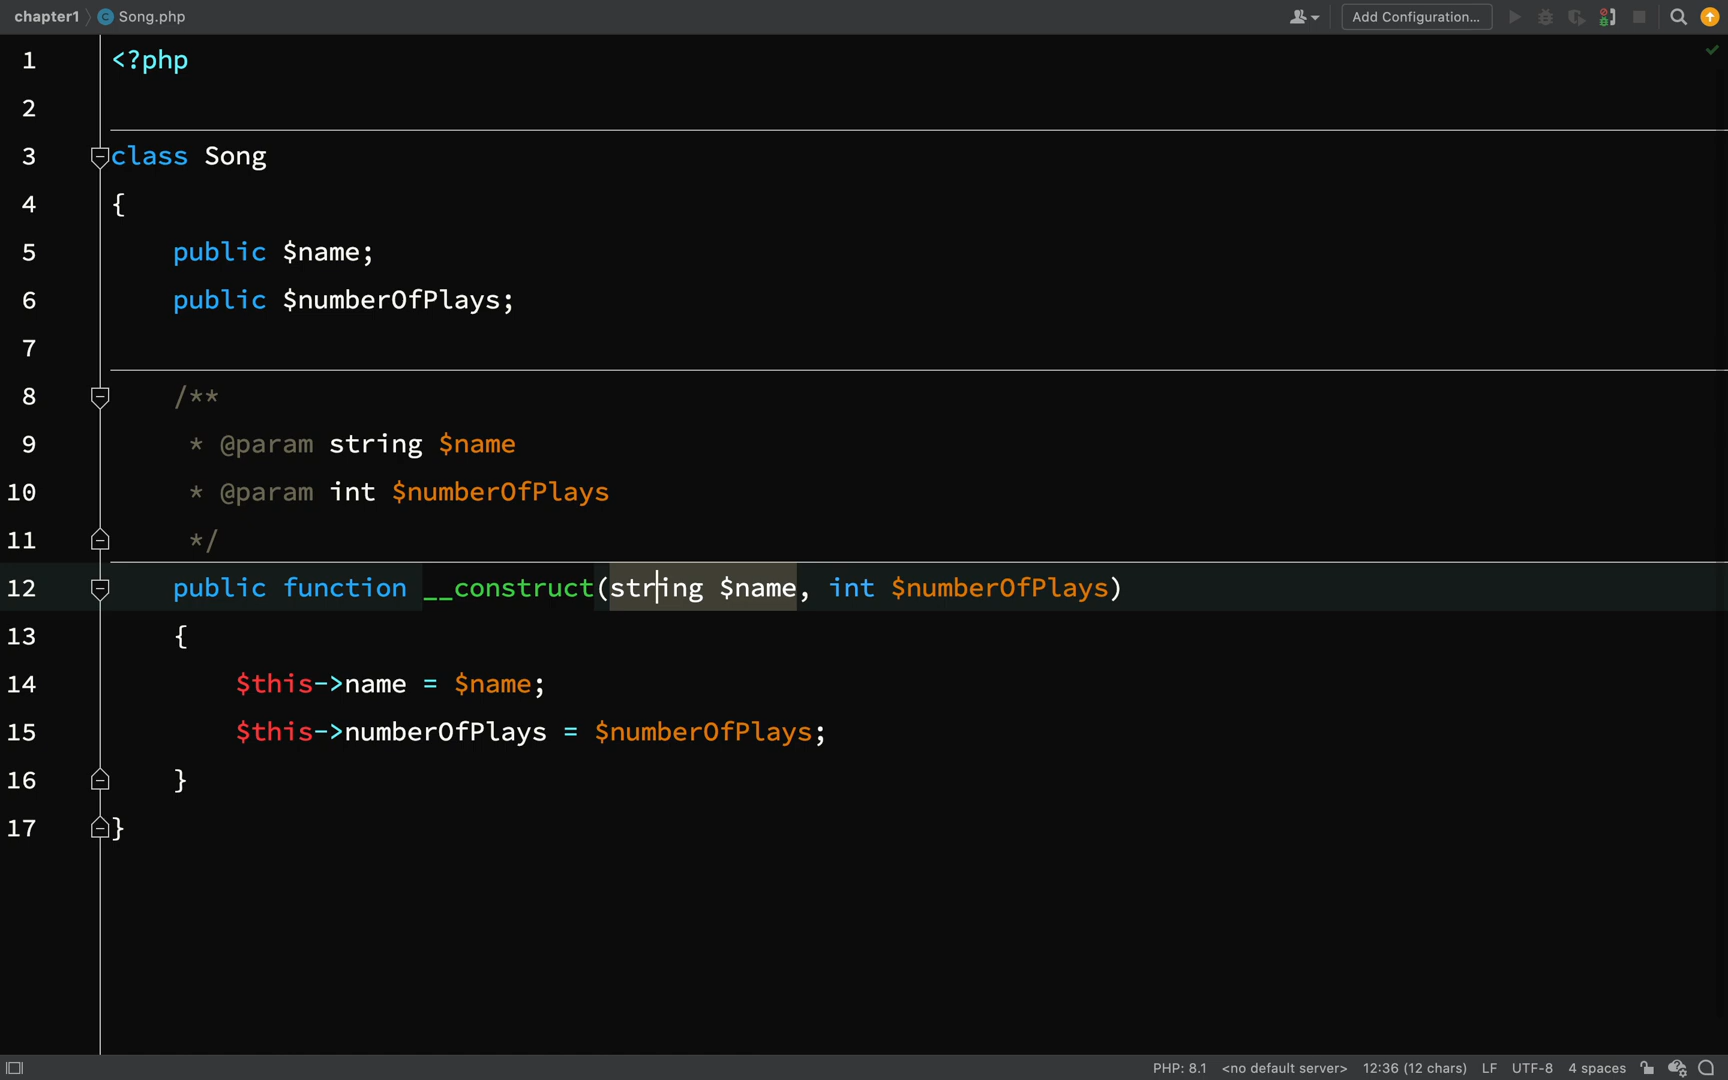 chapter1 Song.php Add Configuration...
1 <?php
2
3 class Song
4 {
5 public $name;
6 public $numberOfPlays;
7
8 /**
9 * @param string $name
10 * @param int $numberOfPlays
11 */
12 public function __construct(string $name, int $numberOfPlays)
13 {
14 $this->name = $name;
15 $this->numberOfPlays = $numberOfPlays;
16 }
17 }
PHP: 8.1 <no default server> 12:36 (12 chars) LF UTF-8 4 spaces